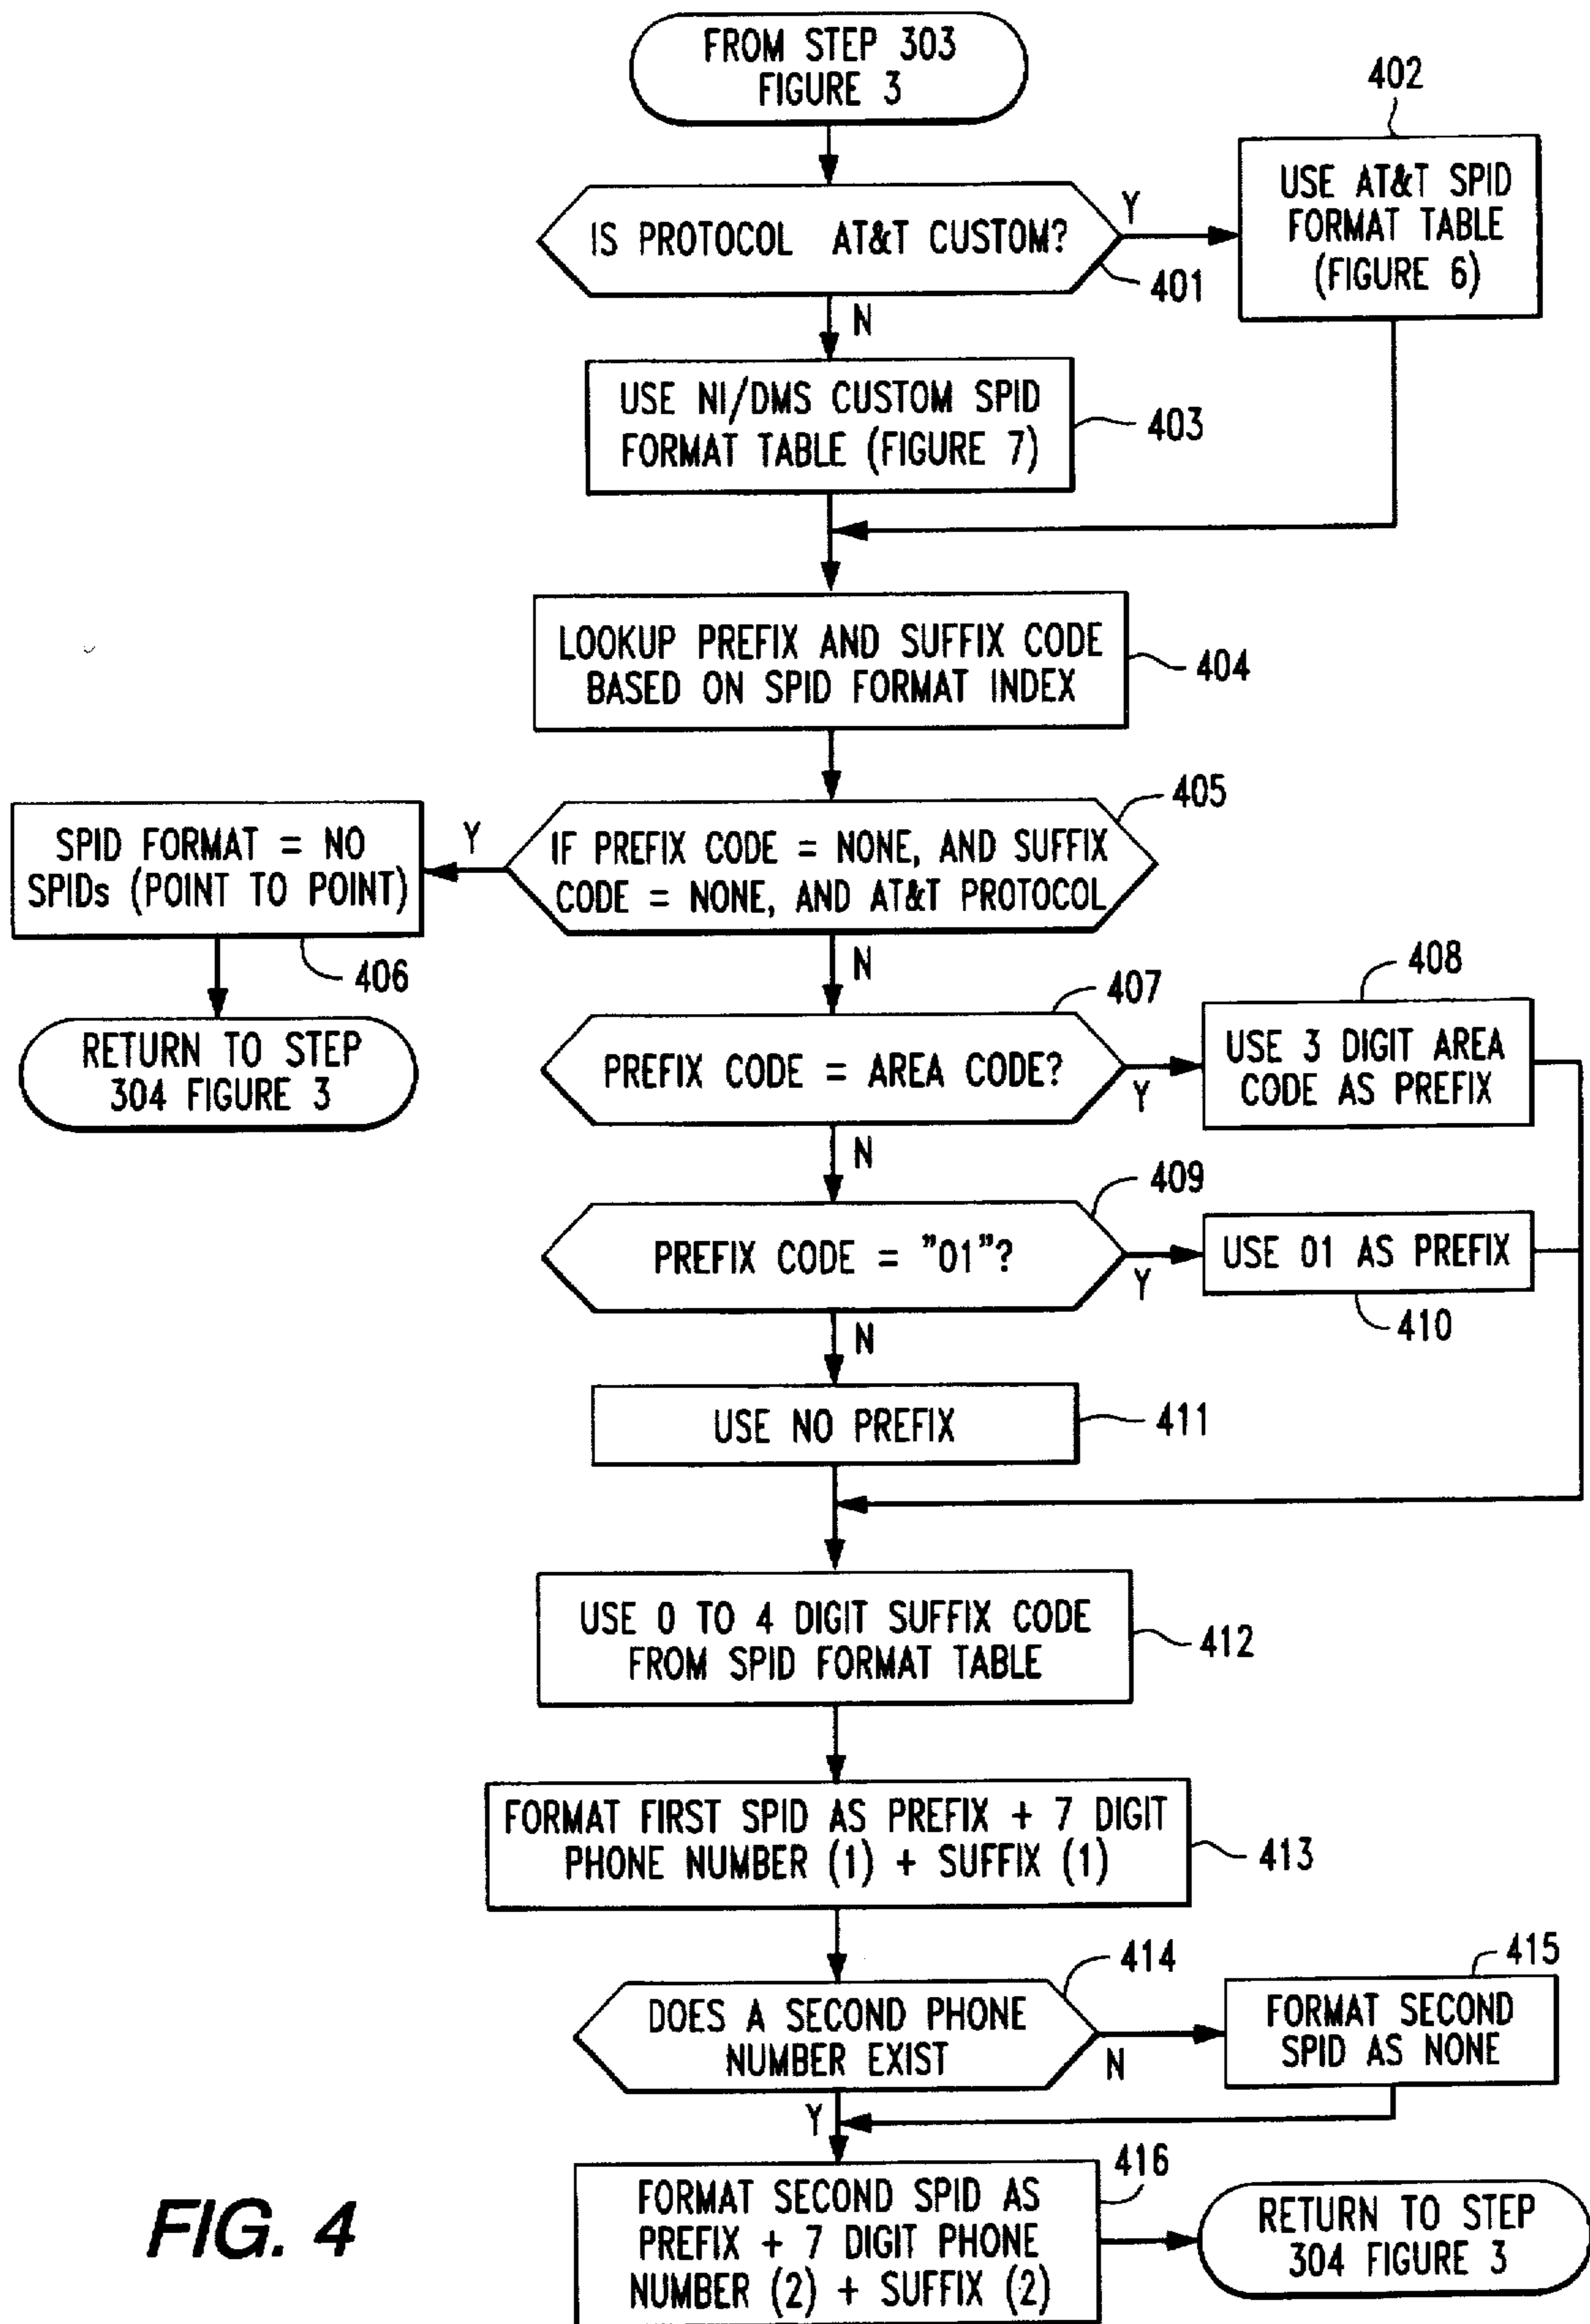 FROM STEP 303
FIGURE 3
402
USE AT&T SPID
FORMAT TABLE
(FIGURE 6)
IS PROTOCOL AT&T CUSTOM?
Y
401
N
USE NI/DMS CUSTOM SPID
FORMAT TABLE (FIGURE 7)
403
LOOKUP PREFIX AND SUFFIX CODE
BASED ON SPID FORMAT INDEX
404
405
IF PREFIX CODE = NONE, AND SUFFIX
CODE = NONE, AND AT&T PROTOCOL
Y
SPID FORMAT = NO
SPIDs (POINT TO POINT)
406
RETURN TO STEP
304 FIGURE 3
N
407
PREFIX CODE = AREA CODE?
Y
408
USE 3 DIGIT AREA
CODE AS PREFIX
N
409
PREFIX CODE = "01"?
Y
USE 01 AS PREFIX
410
N
USE NO PREFIX
411
USE 0 TO 4 DIGIT SUFFIX CODE
FROM SPID FORMAT TABLE
412
FORMAT FIRST SPID AS PREFIX + 7 DIGIT
PHONE NUMBER (1) + SUFFIX (1)
413
414
DOES A SECOND PHONE
NUMBER EXIST
N
415
FORMAT SECOND
SPID AS NONE
Y
416
FORMAT SECOND SPID AS
PREFIX + 7 DIGIT PHONE
NUMBER (2) + SUFFIX (2)
RETURN TO STEP
304 FIGURE 3
FIG. 4